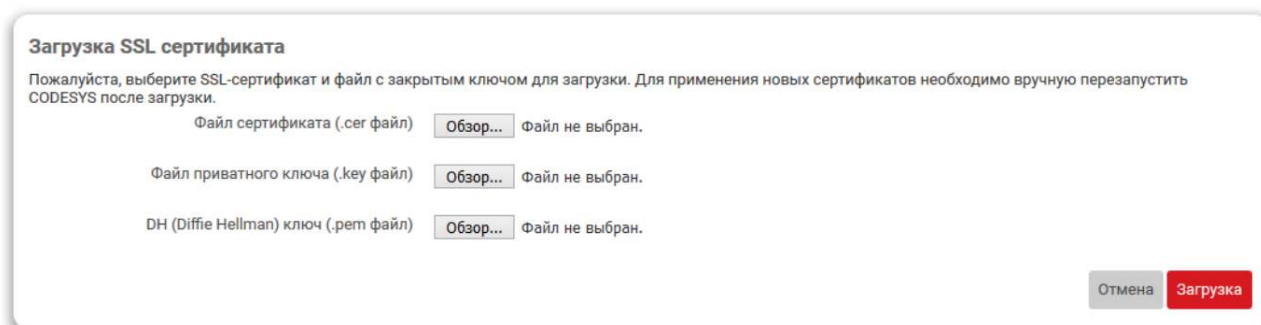 Загрузка SSL сертификата
Пожалуйста, выберите SSL-сертификат и файл с закрытым ключом для загрузки. Для применения новых сертификатов необходимо вручную перезапустить
CODESYS после загрузки.
Файл сертификата (.cer файл) Обзор... Файл не выбран.
Файл приватного ключа (.key файл) Обзор... Файл не выбран.
DH (Diffie Hellman) ключ (.pem файл) Обзор... Файл не выбран.
Отмена Загрузка